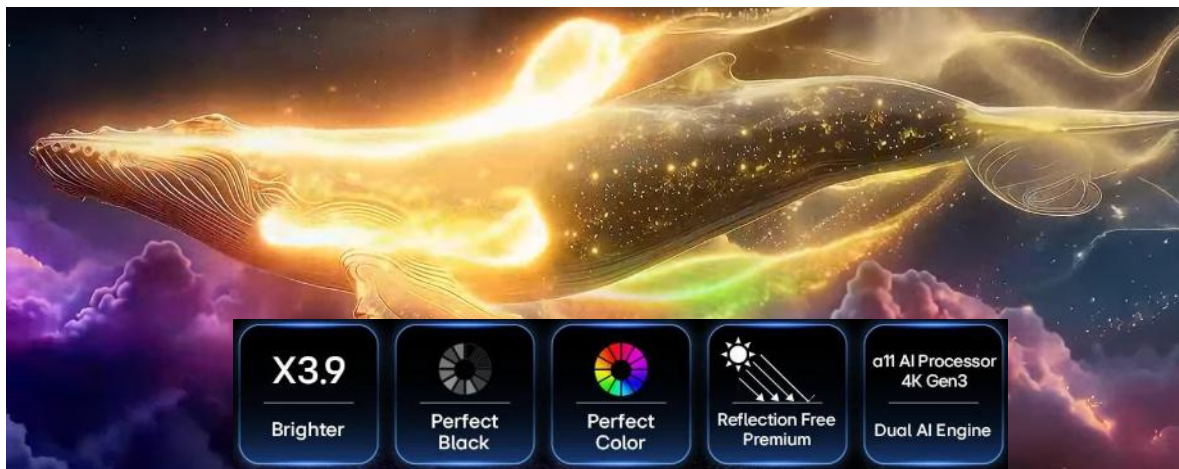 X3.9
Brighter
Perfect
Black
Perfect
Color
Reflection Free
Premium
α11 AI Processor
4K Gen3
Dual AI Engine